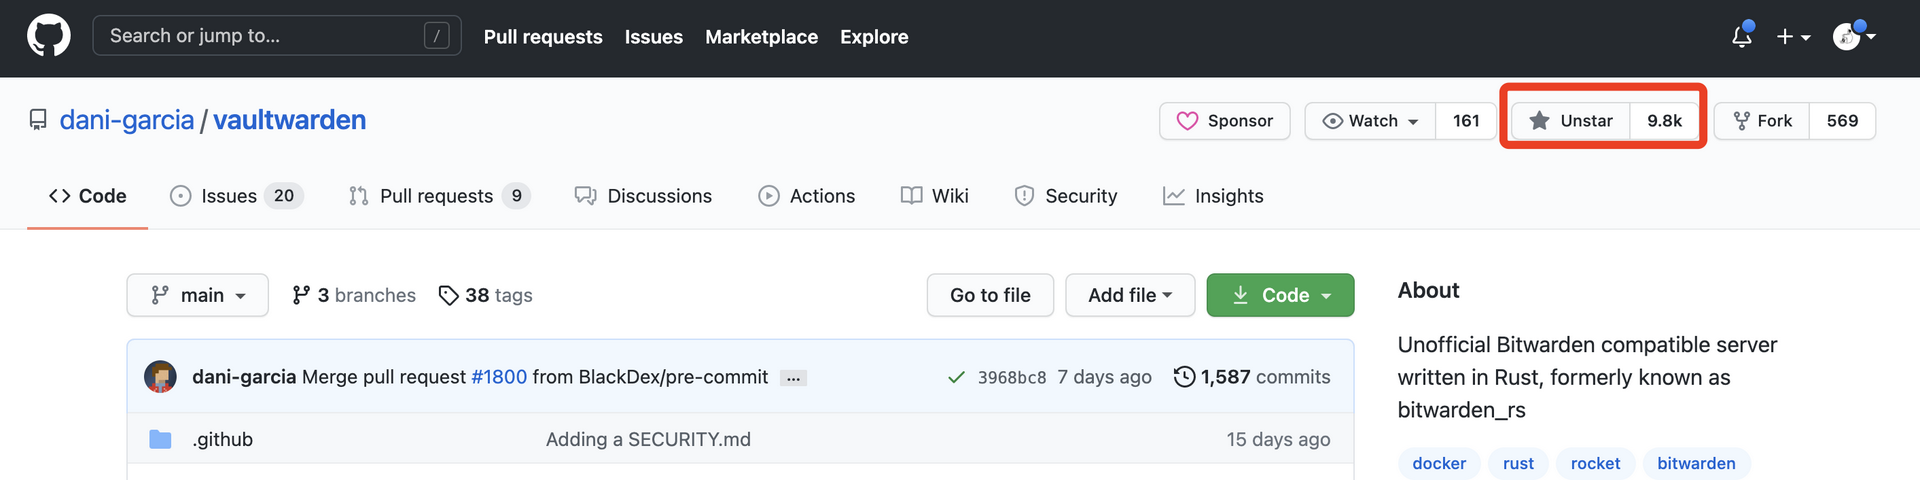 Search or jump to... / Pull requests Issues Marketplace Explore
dani-garcia / vaultwarden Sponsor Watch 161 Unstar 9.8k Fork 569
Code Issues 20 Pull requests 9 Discussions Actions Wiki Security Insights
main 3 branches 38 tags Go to file Add file Code
About
Unofficial Bitwarden compatible server
written in Rust, formerly known as
bitwarden_rs
docker rust rocket bitwarden
dani-garcia Merge pull request #1800 from BlackDex/pre-commit ... 3968bc8 7 days ago 1,587 commits
.github Adding a SECURITY.md 15 days ago